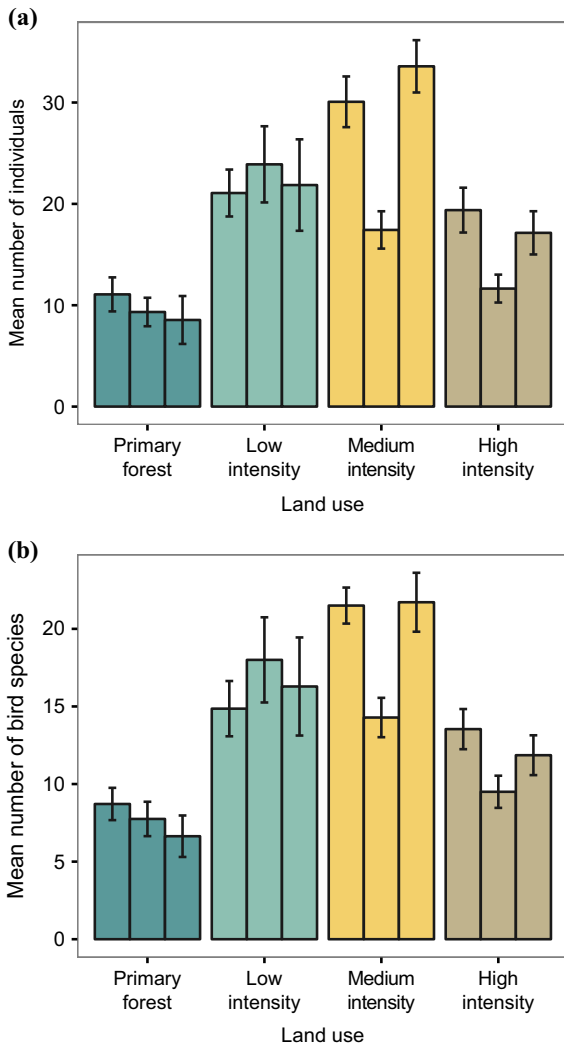 (a)
Mean number of individuals
30
20
10
0
Primary forest
Low intensity
Medium intensity
High intensity
Land use
(b)
Mean number of bird species
20
15
10
5
0
Primary forest
Low intensity
Medium intensity
High intensity
Land use